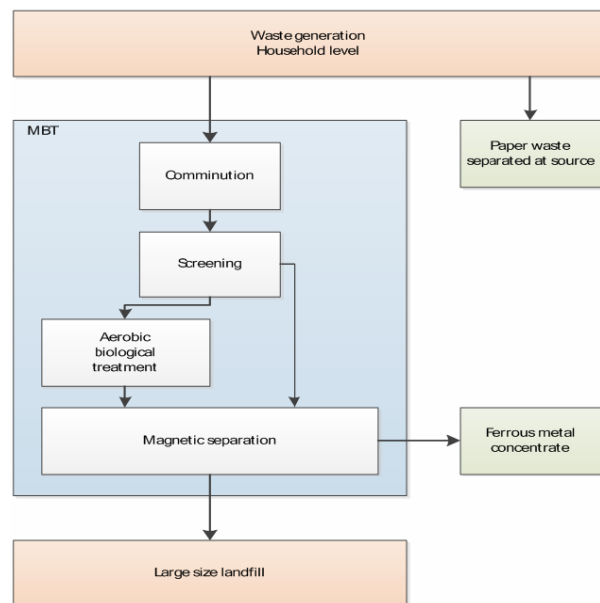 Waste generation
Household level
MBT
Paper waste
separated at source
Comminution
Screening
Aerobic
biological
treatment
Magnetic separation
Ferrous metal
concentrate
Large size landfill